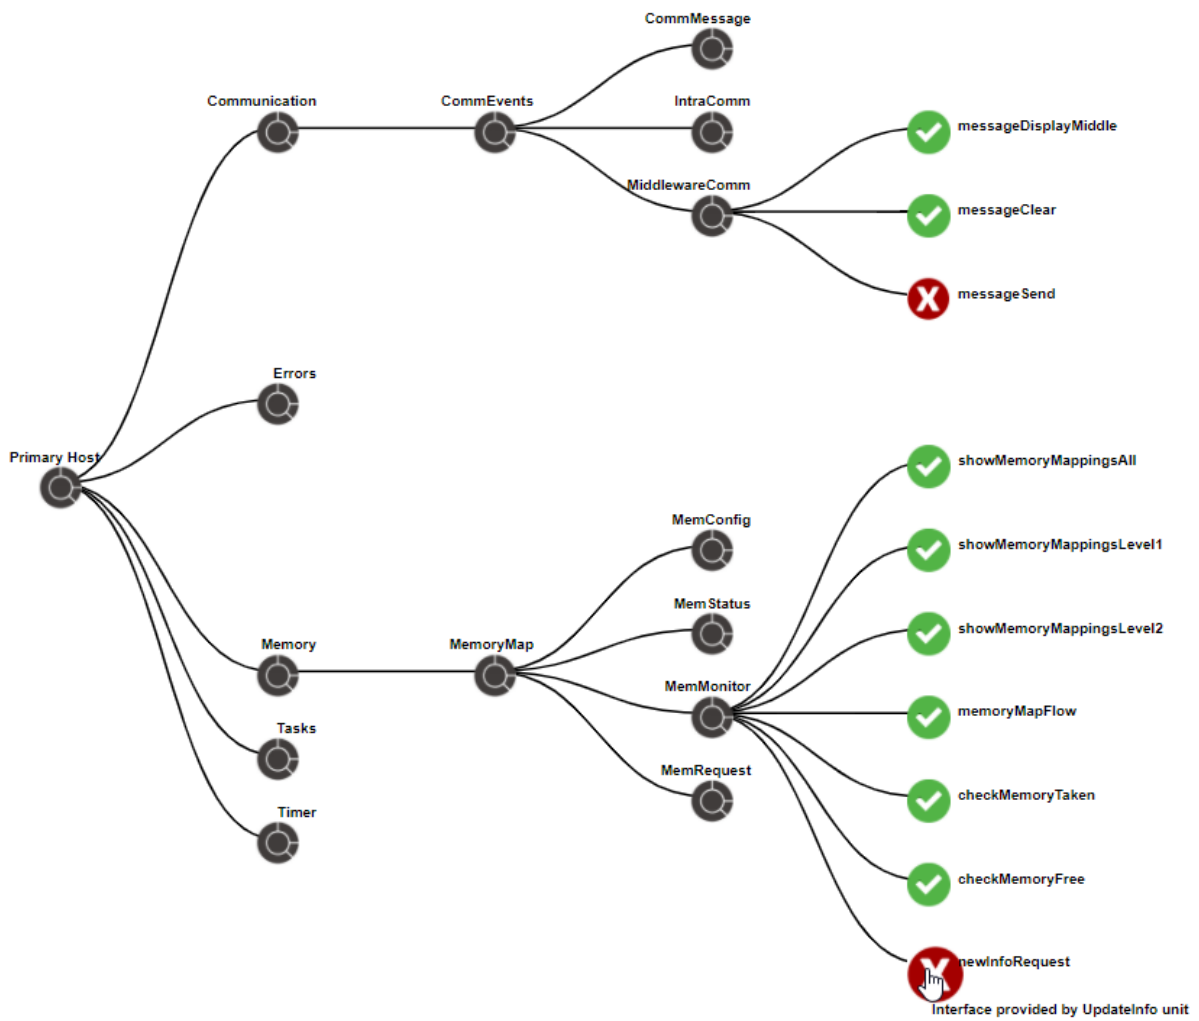 CommMessage
Communication
CommEvents
IntraComm
messageDisplayMiddle
MiddlewareComm
messageClear
messageSend
Errors
Primary Host
showMemoryMappingsAll
MemConfig
showMemoryMappingsLevel1
MemStatus
showMemoryMappingsLevel2
Memory
MemoryMap
MemMonitor
memoryMapFlow
Tasks
MemRequest
checkMemoryTaken
Timer
checkMemoryFree
newInfoRequest
Interface provided by UpdateInfo unit